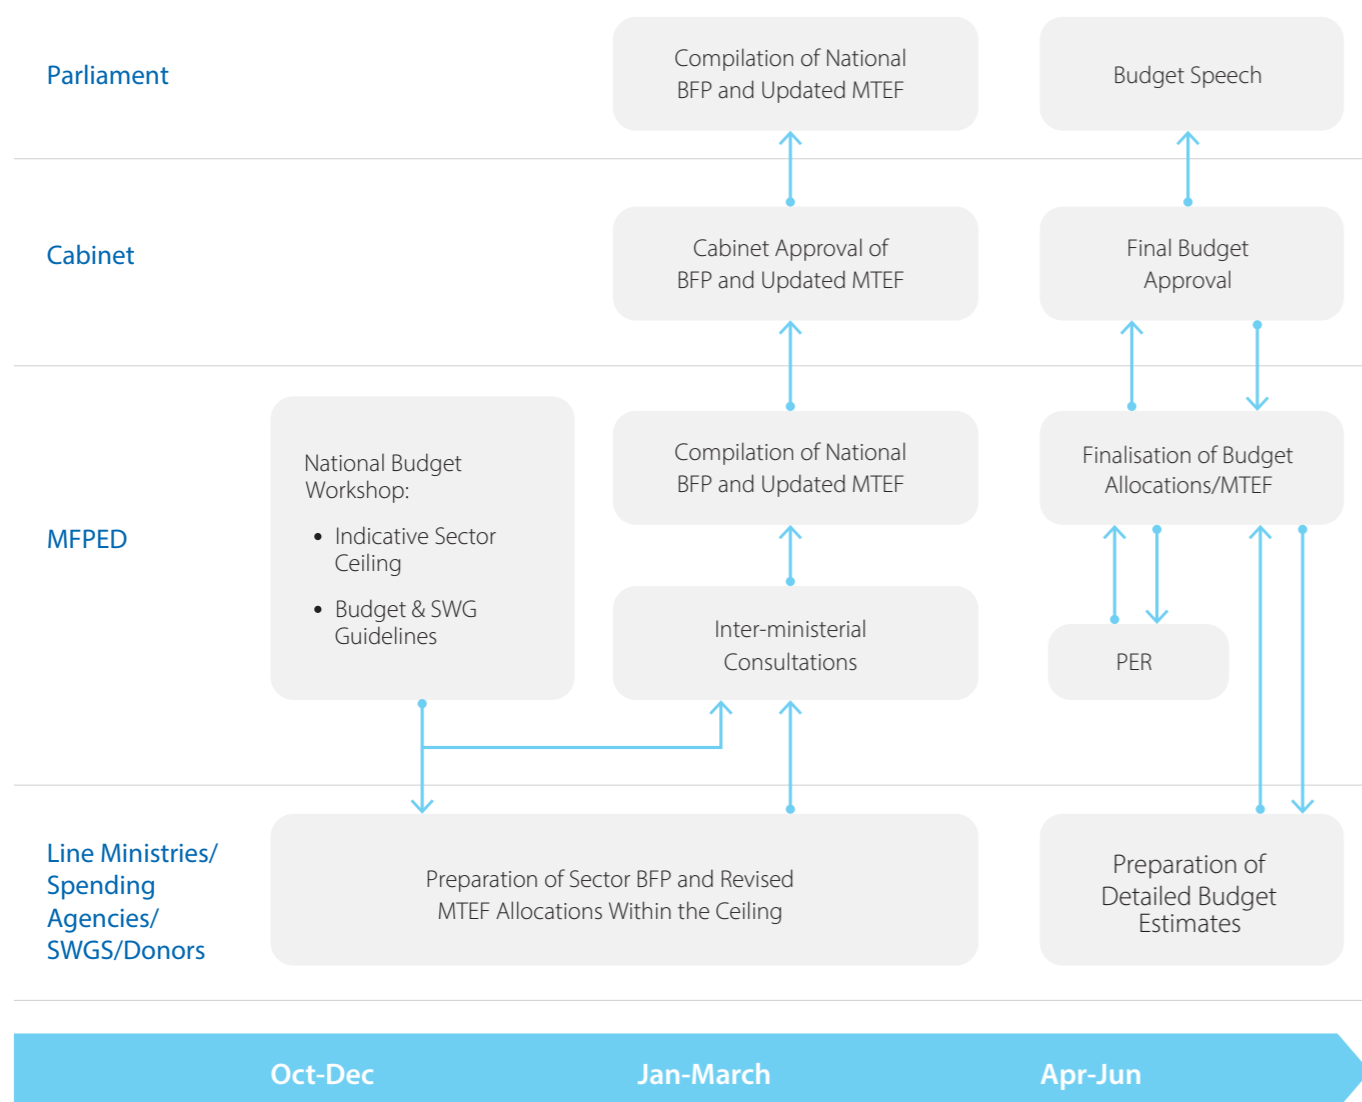 Parliament
Compilation of National
BFP and Updated MTEF
Budget Speech
Cabinet
Cabinet Approval of
BFP and Updated MTEF
Final Budget
Approval
MFPED
National Budget
Workshop:
• Indicative Sector
Ceiling
• Budget & SWG
Guidelines
Compilation of National
BFP and Updated MTEF
Inter-ministerial
Consultations
Finalisation of Budget
Allocations/MTEF
PER
Line Ministries/
Spending
Agencies/
SWGS/Donors
Preparation of Sector BFP and Revised
MTEF Allocations Within the Ceiling
Preparation of
Detailed Budget
Estimates
Oct-Dec
Jan-March
Apr-Jun